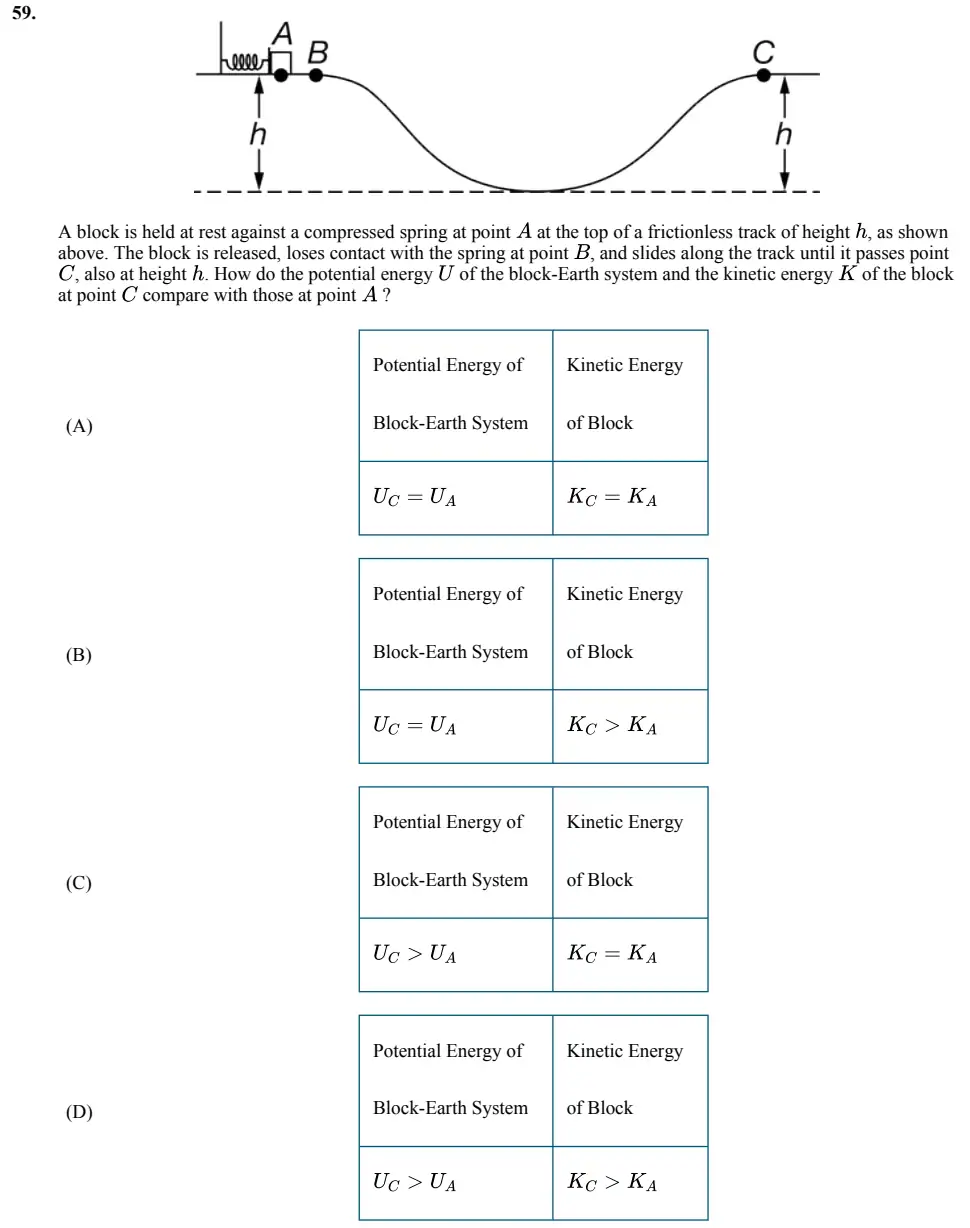 59.
A
B
C
h
h
A block is held at rest against a compressed spring at point A at the top of a frictionless track of height h, as shown
above. The block is released, loses contact with the spring at point B, and slides along the track until it passes point
C, also at height h. How do the potential energy U of the block-Earth system and the kinetic energy K of the block
at point C compare with those at point A ?
(A)
Potential Energy of Kinetic Energy
Block-Earth System of Block
U_C = U_A K_C = K_A
(B)
Potential Energy of Kinetic Energy
Block-Earth System of Block
U_C = U_A K_C > K_A
(C)
Potential Energy of Kinetic Energy
Block-Earth System of Block
U_C > U_A K_C = K_A
(D)
Potential Energy of Kinetic Energy
Block-Earth System of Block
U_C > U_A K_C > K_A